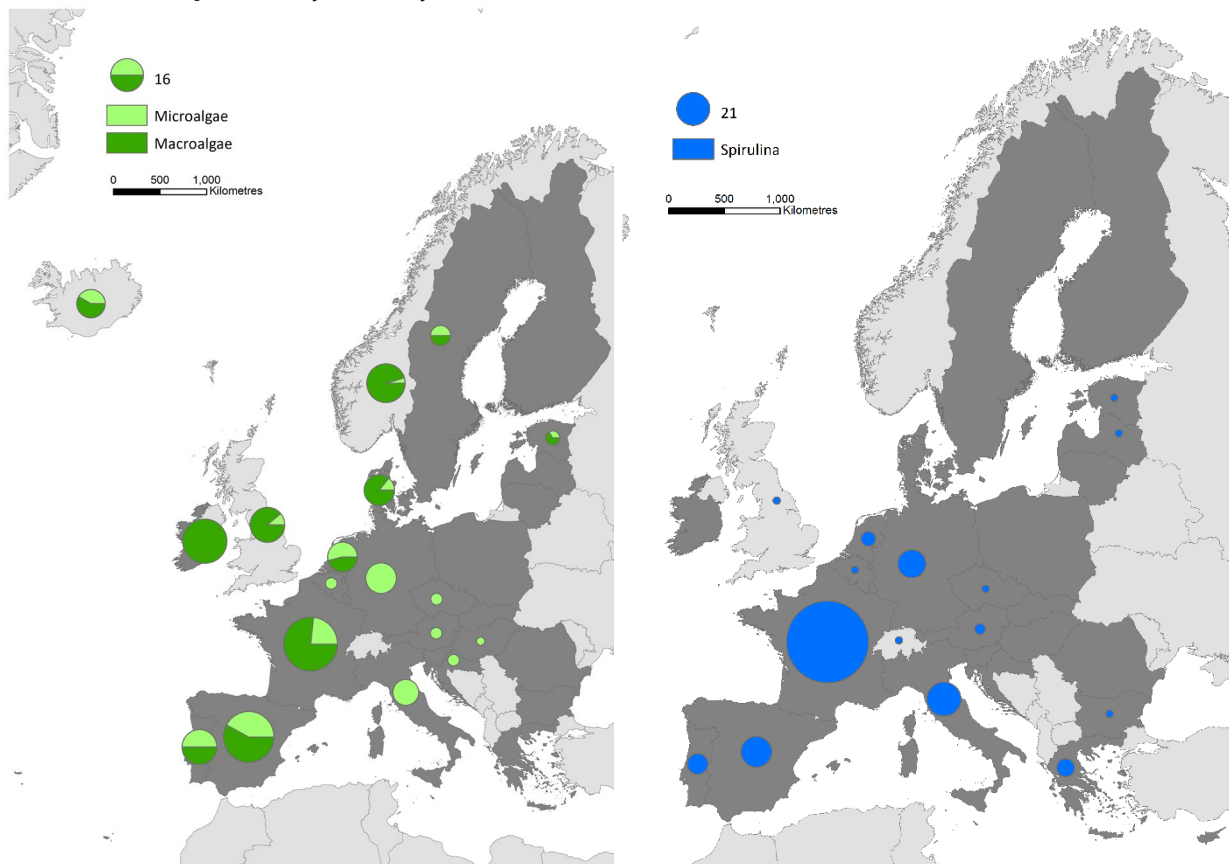 16
Microalgae
Macroalgae
0 500 1,000
Kilometres
21
Spirulina
0 500 1,000
Kilometres